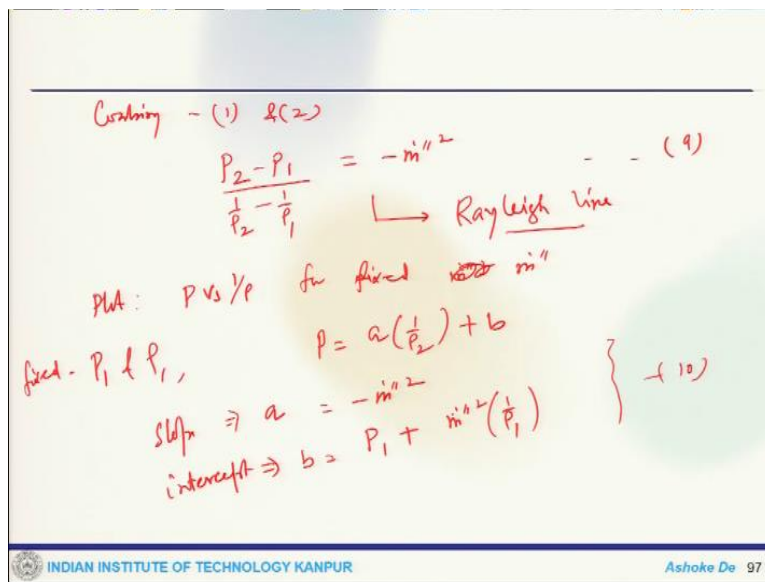 Combining - (1) &(2)
P₂ - P₁ / (1/ρ₂ - 1/ρ₁) = - ṁ″² - - (9)
↳ Rayleigh line
Plot: P vs 1/ρ for fixed ṁ″
P = a(1/ρ₂) + b
fixed - P₁ & ρ₁,
slope ⇒ a = - ṁ″²
intercept ⇒ b = P₁ + ṁ″²(1/ρ₁) } - (10)
INDIAN INSTITUTE OF TECHNOLOGY KANPUR
Ashoke De 97